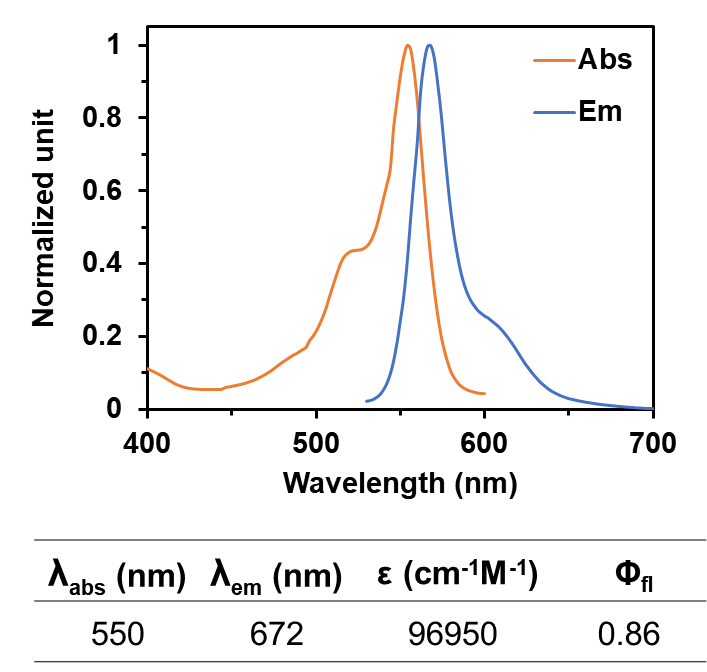 Normalized unit
1
0.8
0.6
0.4
0.2
0
Abs
Em
400 500 600 700
Wavelength (nm)
λabs (nm) λem (nm) ε (cm-1M-1) Φfl
550 672 96950 0.86